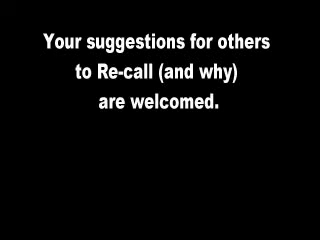 Your suggestions for others
to Re-call (and why)
are welcomed.